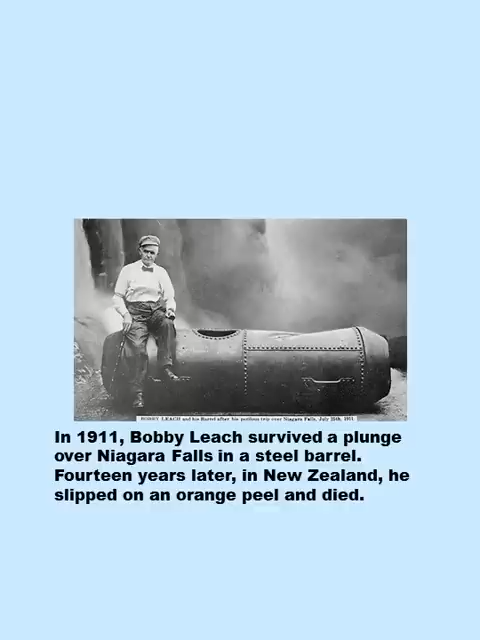 BOBBY LEACH and his Barrel after his perilous trip over Niagara Falls, July 25th, 1911.
In 1911, Bobby Leach survived a plunge
over Niagara Falls in a steel barrel.
Fourteen years later, in New Zealand, he
slipped on an orange peel and died.